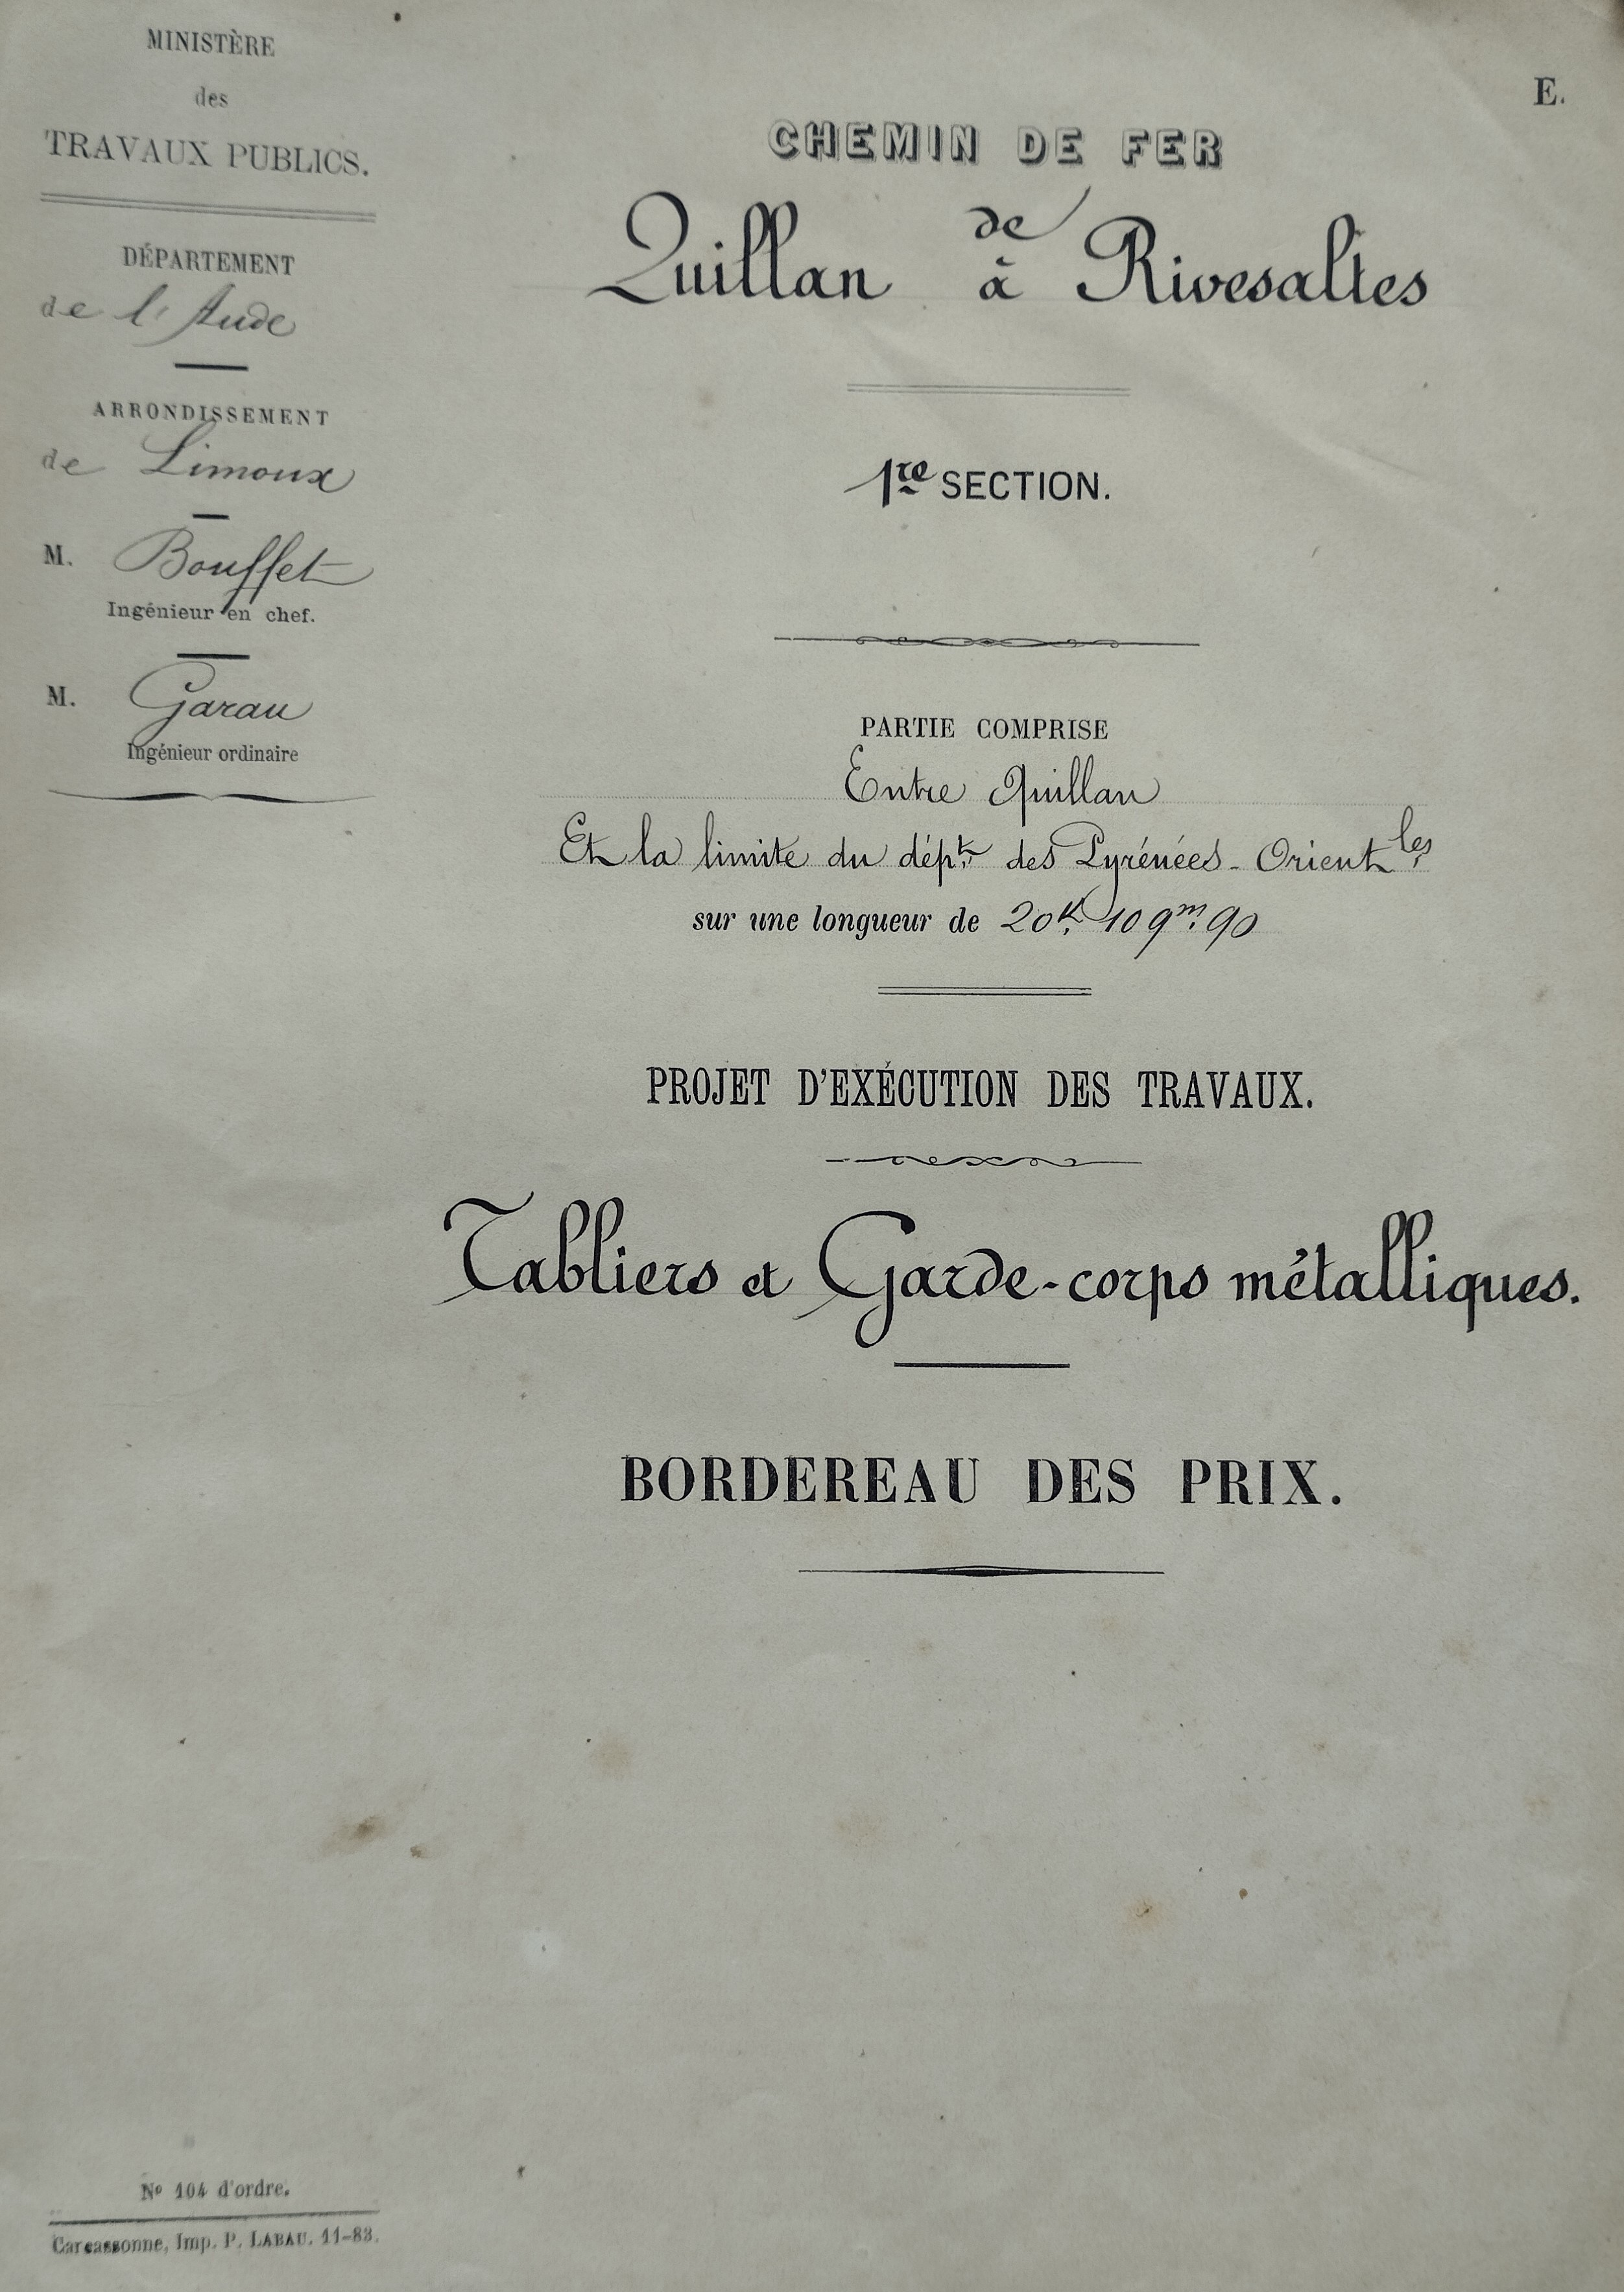 MINISTÈRE
des
TRAVAUX PUBLICS.
DÉPARTEMENT
de l'Aude
ARRONDISSEMENT
de Limoux
M. Bouffet
Ingénieur en chef.
M. Garau
Ingénieur ordinaire
E.
CHEMIN DE FER
de
Quillan à Rivesaltes
1re SECTION.
PARTIE COMPRISE
Entre Quillan
Et la limite du dépt. des Pyrénées-Orientles
sur une longueur de 20k. 109m. 90
PROJET D'EXÉCUTION DES TRAVAUX.
Tabliers et Garde-corps métalliques.
BORDEREAU DES PRIX.
No 104 d'ordre.
Carcassonne, Imp. P. LABAU. 11-83.